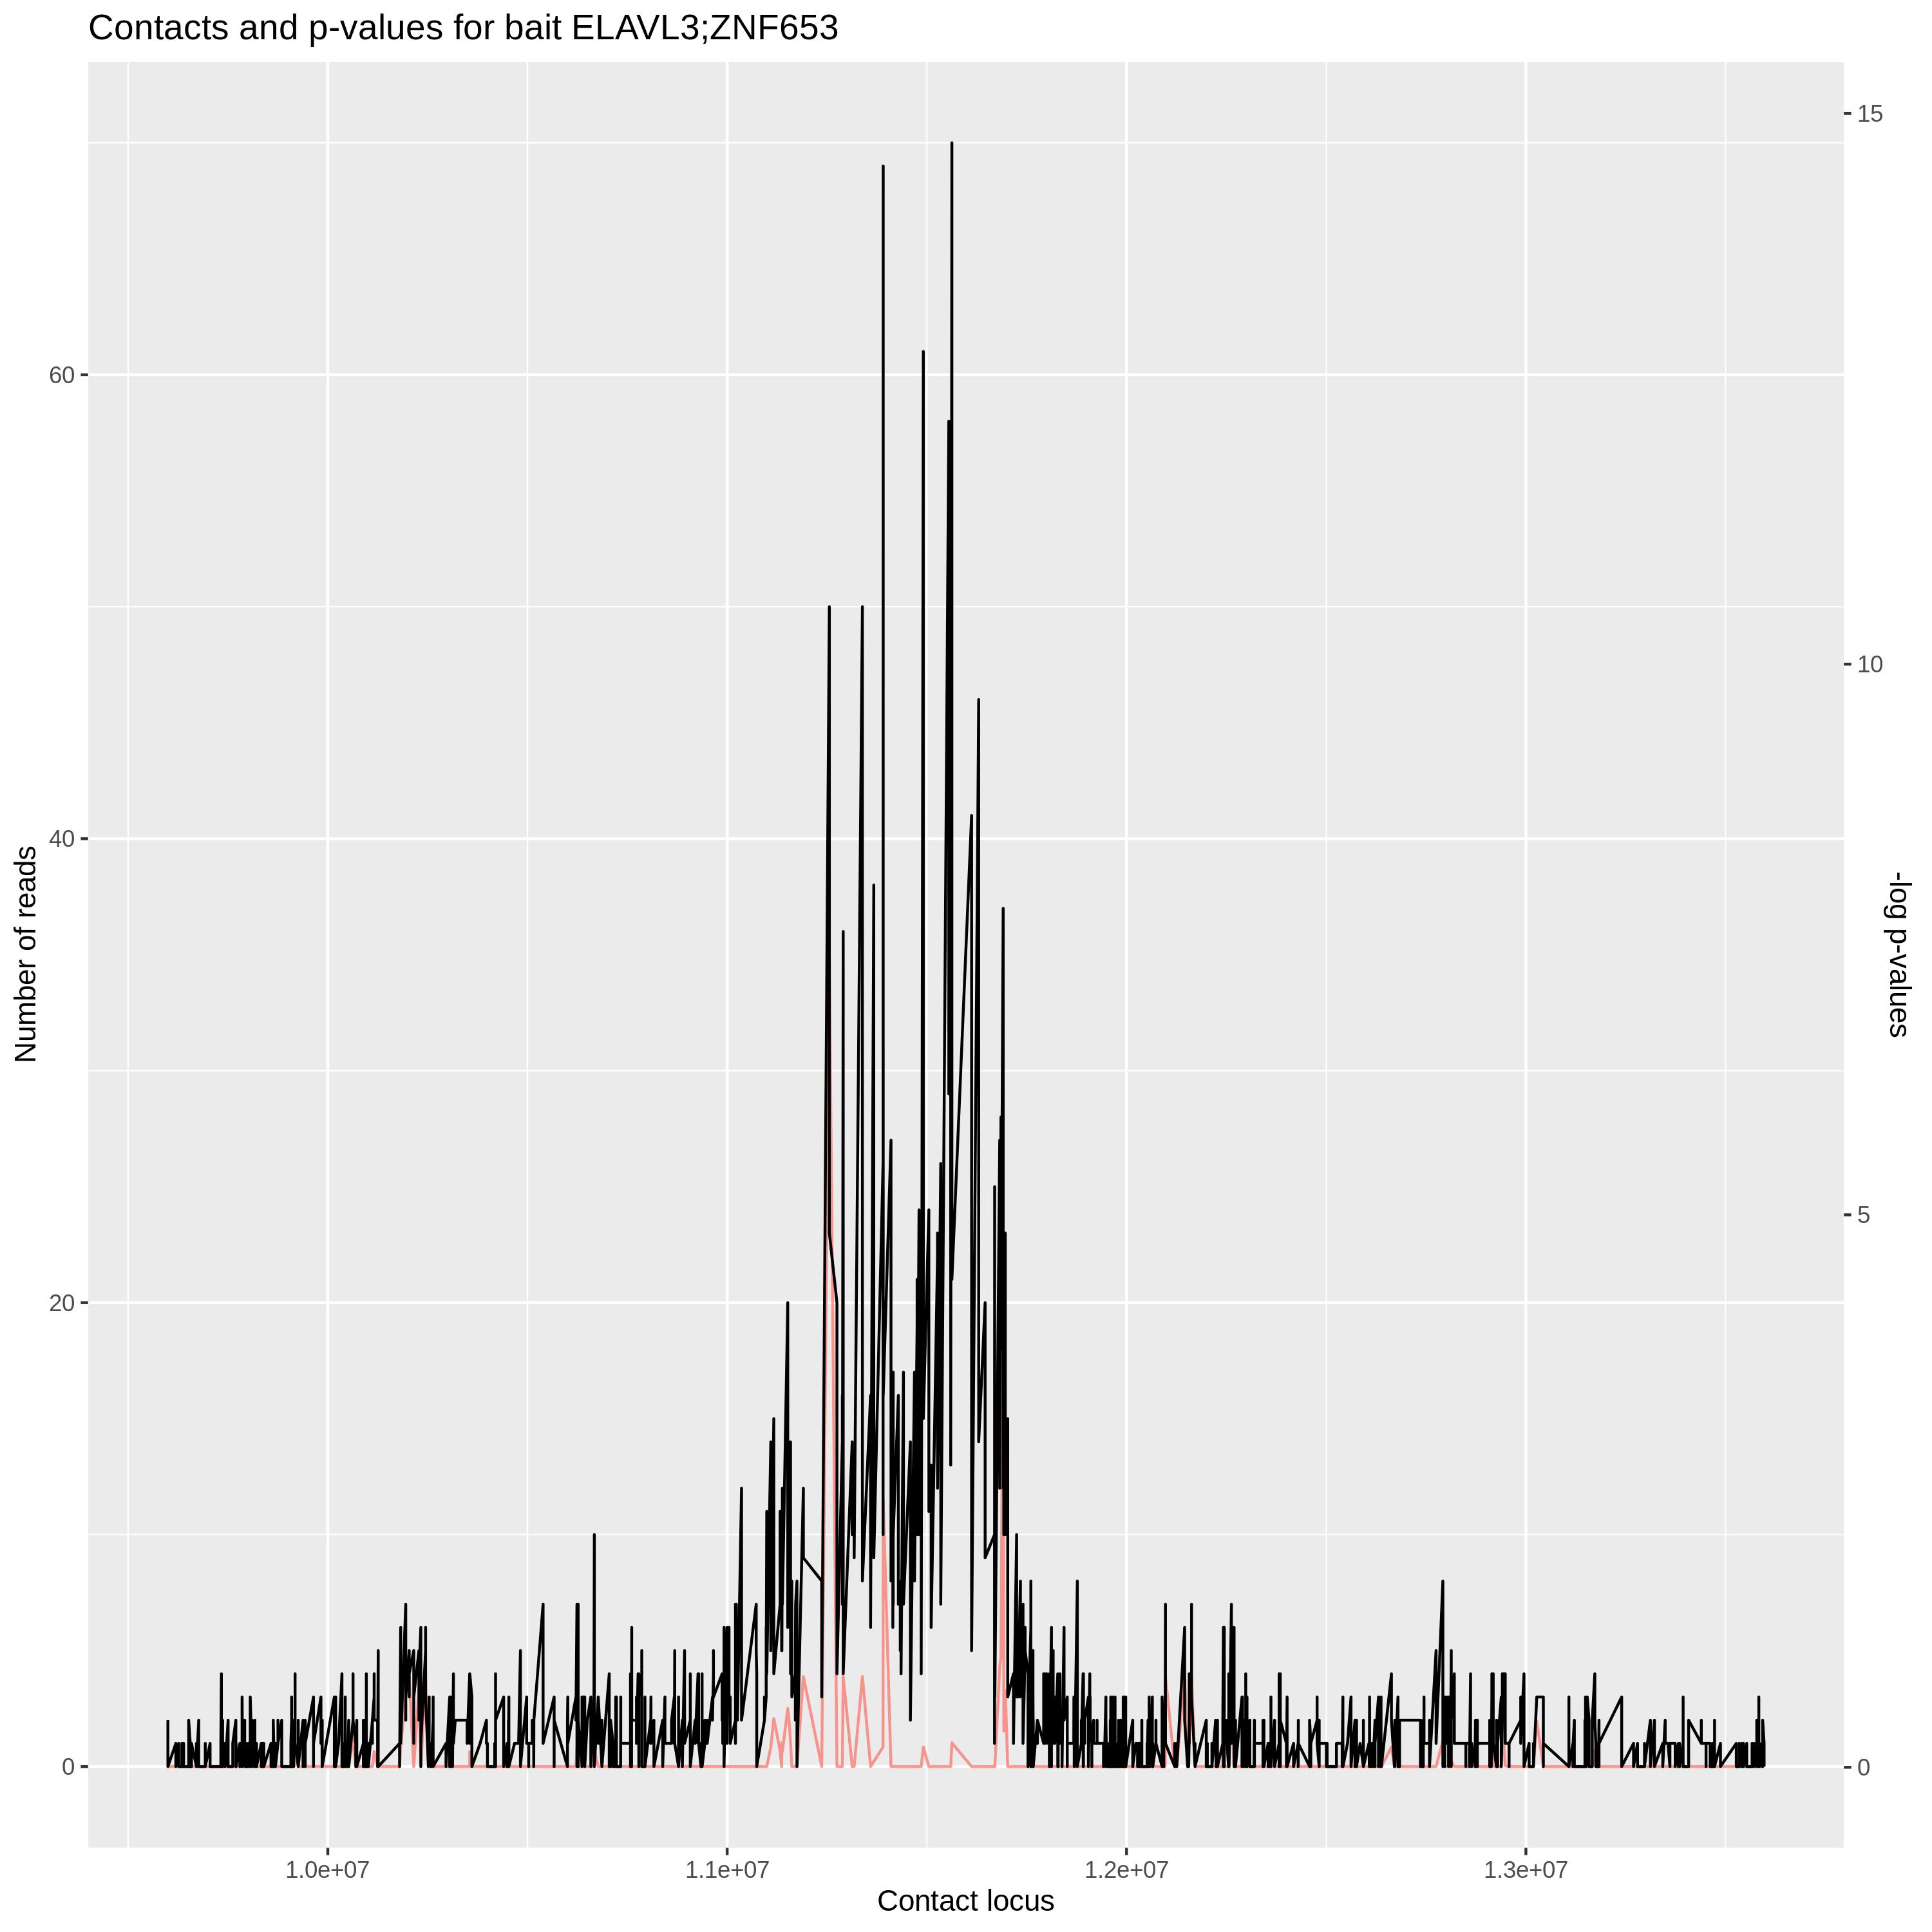 Contacts and p-values for bait ELAVL3;ZNF653
15
60
10
40
Number of reads
-log p-values
5
20
0
0
1.0e+07
1.1e+07
1.2e+07
1.3e+07
Contact locus